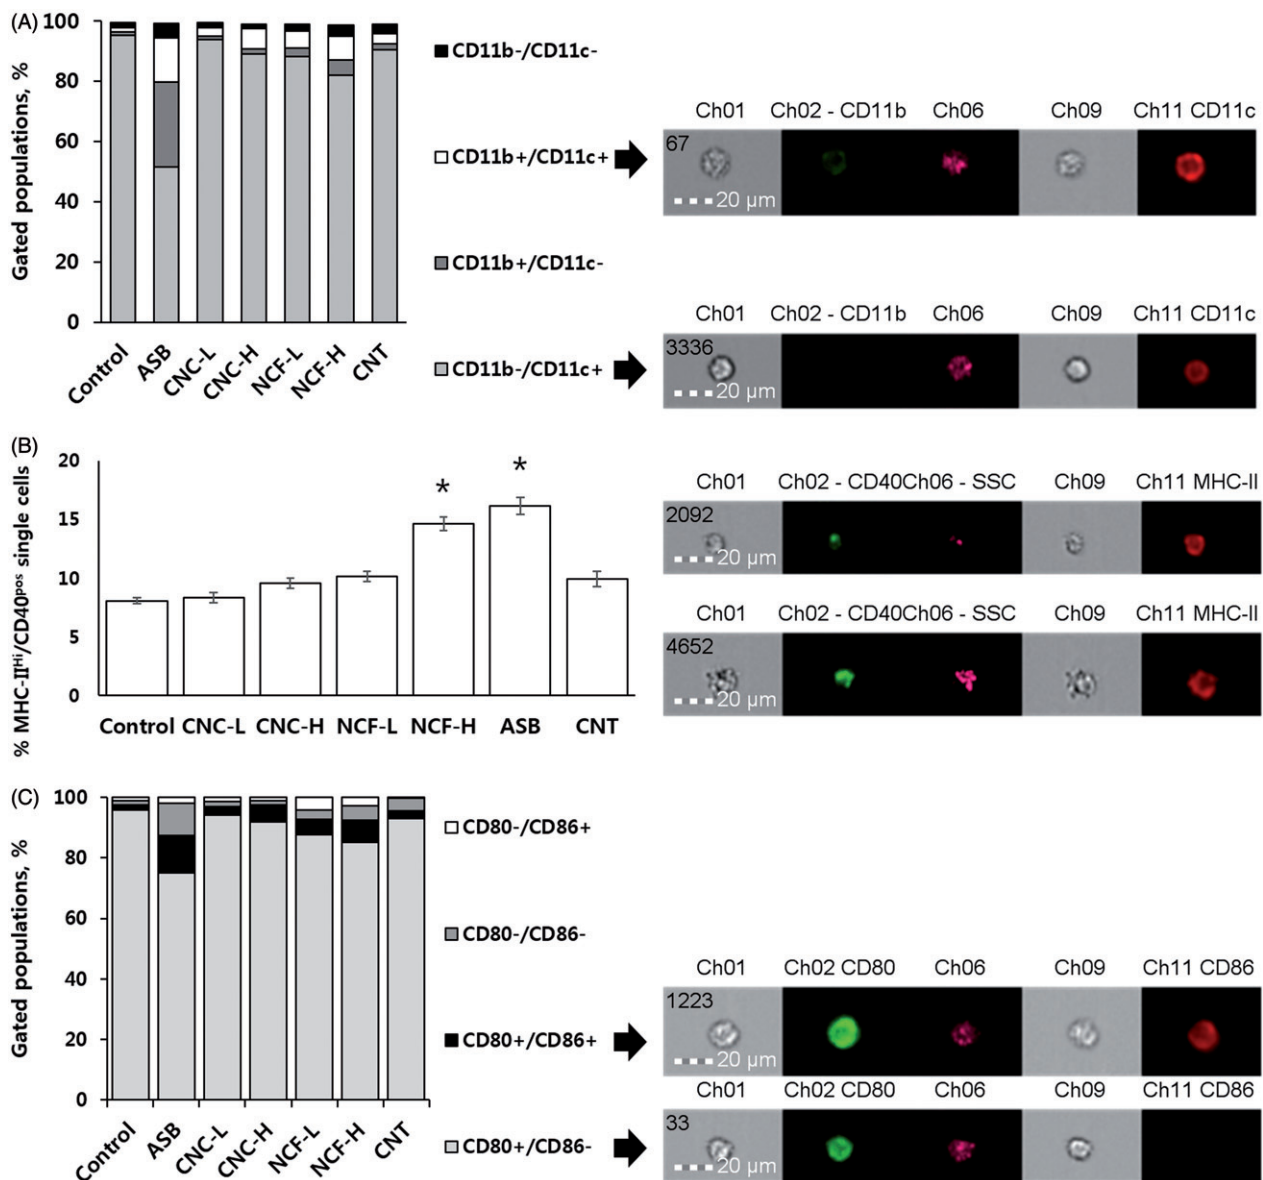 (A)
Gated populations, %
100
80
60
40
20
0
Control
ASB
CNC-L
CNC-H
NCF-L
NCF-H
CNT
CD11b-/CD11c-
CD11b+/CD11c+
CD11b+/CD11c-
CD11b-/CD11c+
Ch01 Ch02 - CD11b Ch06 Ch09 Ch11 CD11c
67
20 µm
Ch01 Ch02 - CD11b Ch06 Ch09 Ch11 CD11c
3336
20 µm
(B)
% MHC-IIHi/CD40pos single cells
20
15
10
5
0
* *
Control CNC-L CNC-H NCF-L NCF-H ASB CNT
Ch01 Ch02 - CD40Ch06 - SSC Ch09 Ch11 MHC-II
2092
20 µm
Ch01 Ch02 - CD40Ch06 - SSC Ch09 Ch11 MHC-II
4652
20 µm
(C)
Gated populations, %
100
80
60
40
20
0
Control
ASB
CNC-L
CNC-H
NCF-L
NCF-H
CNT
CD80-/CD86+
CD80-/CD86-
CD80+/CD86+
CD80+/CD86-
Ch01 Ch02 CD80 Ch06 Ch09 Ch11 CD86
1223
20 µm
Ch01 Ch02 CD80 Ch06 Ch09 Ch11 CD86
33
20 µm